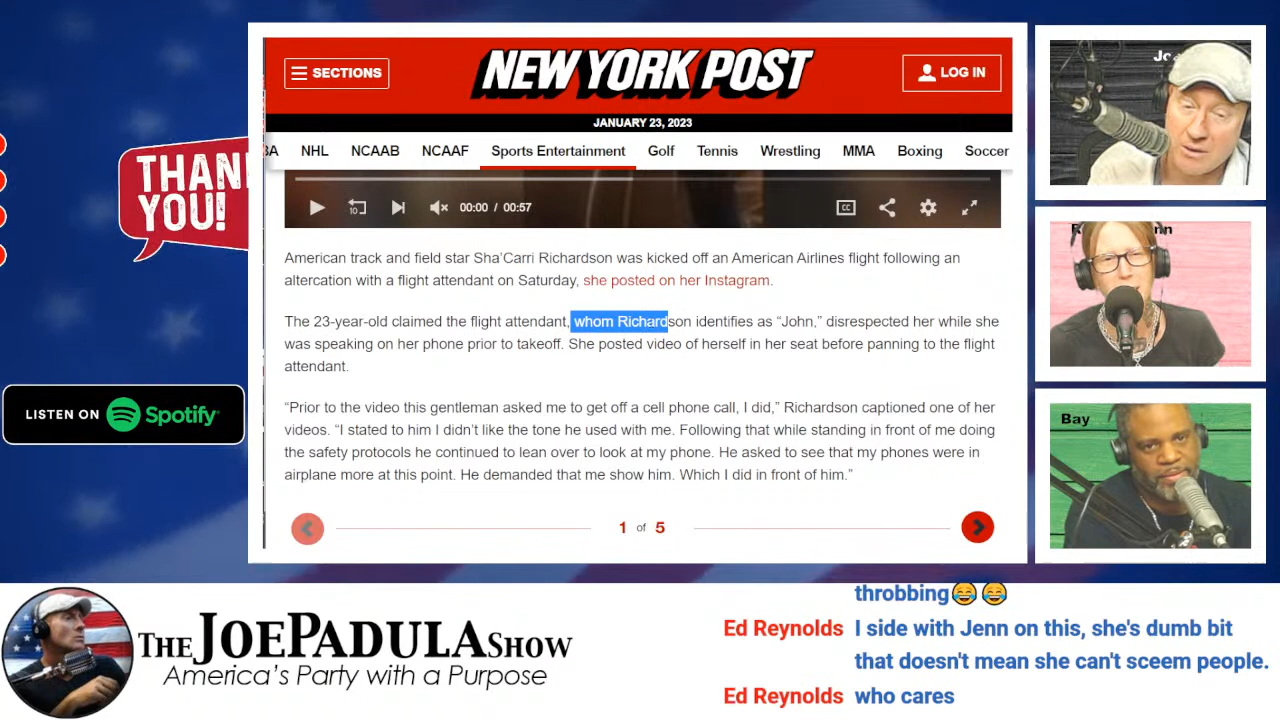 THANK
YOU!
LISTEN ON Spotify
SECTIONS
NEW YORK POST
LOG IN
JANUARY 23, 2023
NHL NCAAB NCAAF Sports Entertainment Golf Tennis Wrestling MMA Boxing Soccer
10
00:00 / 00:57
CC
American track and field star Sha'Carri Richardson was kicked off an American Airlines flight following an
altercation with a flight attendant on Saturday, she posted on her Instagram.
The 23-year-old claimed the flight attendant, whom Richardson identifies as “John,” disrespected her while she
was speaking on her phone prior to takeoff. She posted video of herself in her seat before panning to the flight
attendant.
“Prior to the video this gentleman asked me to get off a cell phone call, I did,” Richardson captioned one of her
videos. “I stated to him I didn't like the tone he used with me. Following that while standing in front of me doing
the safety protocols he continued to lean over to look at my phone. He asked to see that my phones were in
airplane more at this point. He demanded that me show him. Which I did in front of him.”
1 of 5
Bay
THE JOEPADULA SHOW
America's Party with a Purpose
throbbing😂 😂
Ed Reynolds I side with Jenn on this, she's dumb bit
that doesn't mean she can't sceem people.
Ed Reynolds who cares